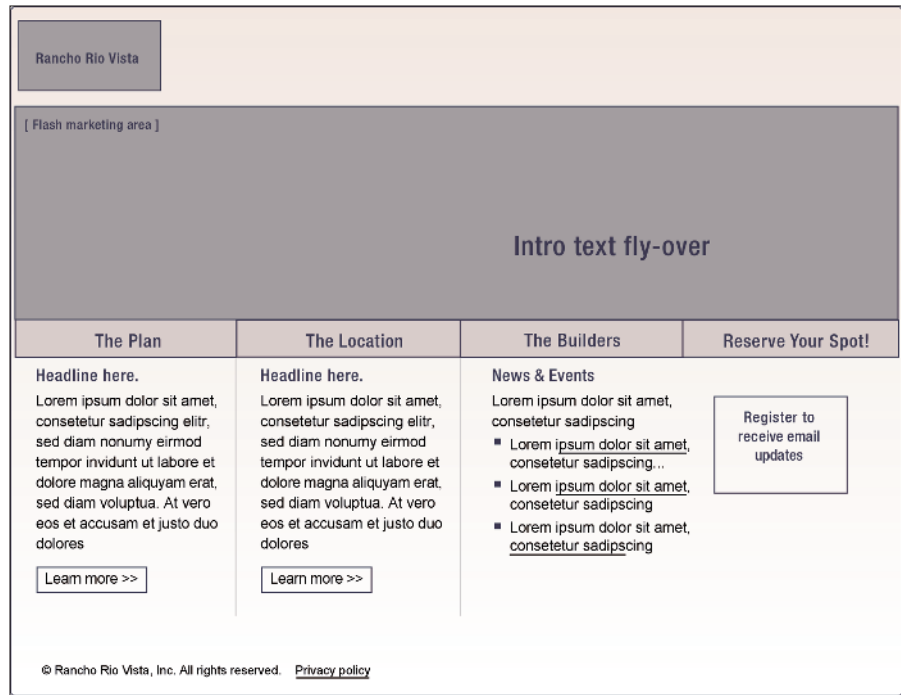 Rancho Rio Vista
[ Flash marketing area ]
Intro text fly-over
The Plan
The Location
The Builders
Reserve Your Spot!
Headline here.
Lorem ipsum dolor sit amet,
consetetur sadipscing elitr,
sed diam nonumy eirmod
tempor invidunt ut labore et
dolore magna aliquyam erat,
sed diam voluptua. At vero
eos et accusam et justo duo
dolores
Learn more >>
Headline here.
Lorem ipsum dolor sit amet,
consetetur sadipscing elitr,
sed diam nonumy eirmod
tempor invidunt ut labore et
dolore magna aliquyam erat,
sed diam voluptua. At vero
eos et accusam et justo duo
dolores
Learn more >>
News & Events
Lorem ipsum dolor sit amet,
consetetur sadipscing
Lorem ipsum dolor sit amet,
consetetur sadipscing...
Lorem ipsum dolor sit amet,
consetetur sadipscing
Lorem ipsum dolor sit amet,
consetetur sadipscing
Register to
receive email
updates
© Rancho Rio Vista, Inc. All rights reserved. Privacy policy